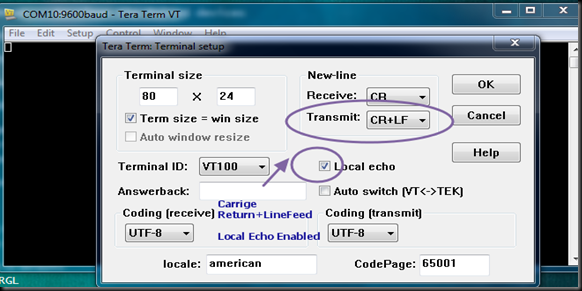 COM10:9600baud - Tera Term VT
File Edit Setup Control Window Help
Tera Term: Terminal setup
Terminal size
80 X 24
Term size = win size
Auto window resize
New-line
Receive: CR
Transmit: CR+LF
OK
Cancel
Help
Terminal ID: VT100
Local echo
Answerback:
Auto switch (VT<->TEK)
Carrige
Return+LineFeed
Local Echo Enabled
Coding (receive)
UTF-8
Coding (transmit)
UTF-8
locale: american
CodePage: 65001
RGL